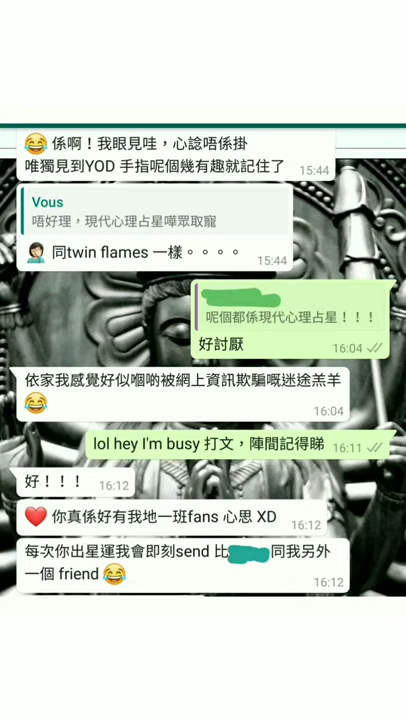 😂 係啊！我眼見哇，心諗唔係掛
唯獨見到YOD 手指呢個幾有趣就記住了
15:44
Vous
唔好理，現代心理占星嘩眾取寵
🤦🏻‍♀️ 同twin flames 一樣。。。。
15:44
呢個都係現代心理占星！！！
好討厭
16:04
依家我感覺好似嗰啲被網上資訊欺騙嘅迷途羔羊
😂
16:04
lol hey I'm busy 打文，陣間記得睇
16:11
好！！！
16:12
❤️ 你真係好有我地一班fans 心思 XD
16:12
每次你出星運我會即刻send 比 同我另外
一個 friend 😂
16:12